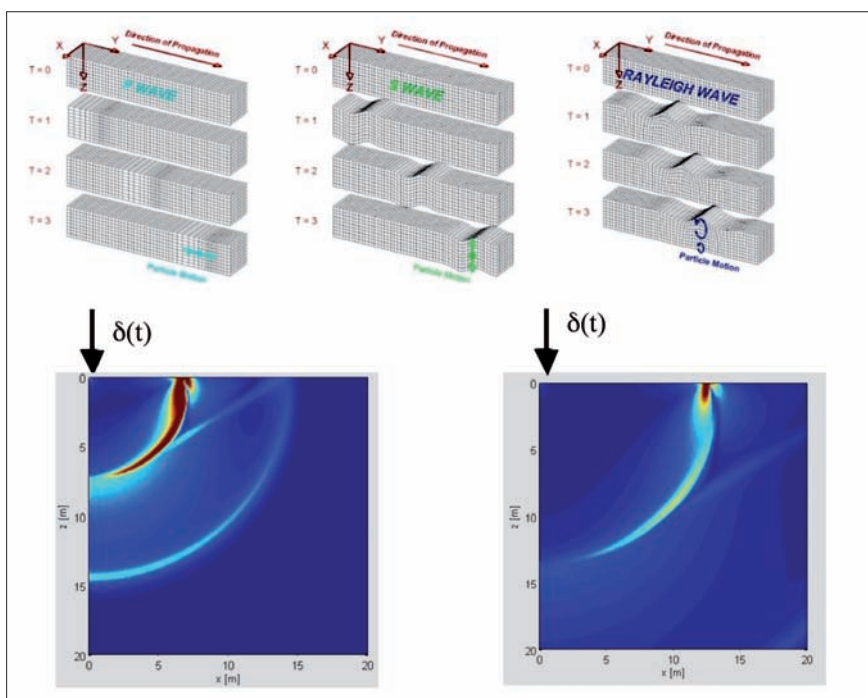 X Y Direction of Propagation
T = 0
Z
P WAVE
T = 1
T = 2
T = 3
Particle Motion
X Y Direction of Propagation
T = 0
Z
S WAVE
T = 1
T = 2
T = 3
Particle Motion
X Y Direction of Propagation
T = 0
Z
RAYLEIGH WAVE
T = 1
T = 2
T = 3
Particle Motion
δ(t)
0
5
10
15
20
z [m]
0 5 10 15 20
x [m]
δ(t)
0
5
10
15
20
z [m]
0 5 10 15 20
x [m]